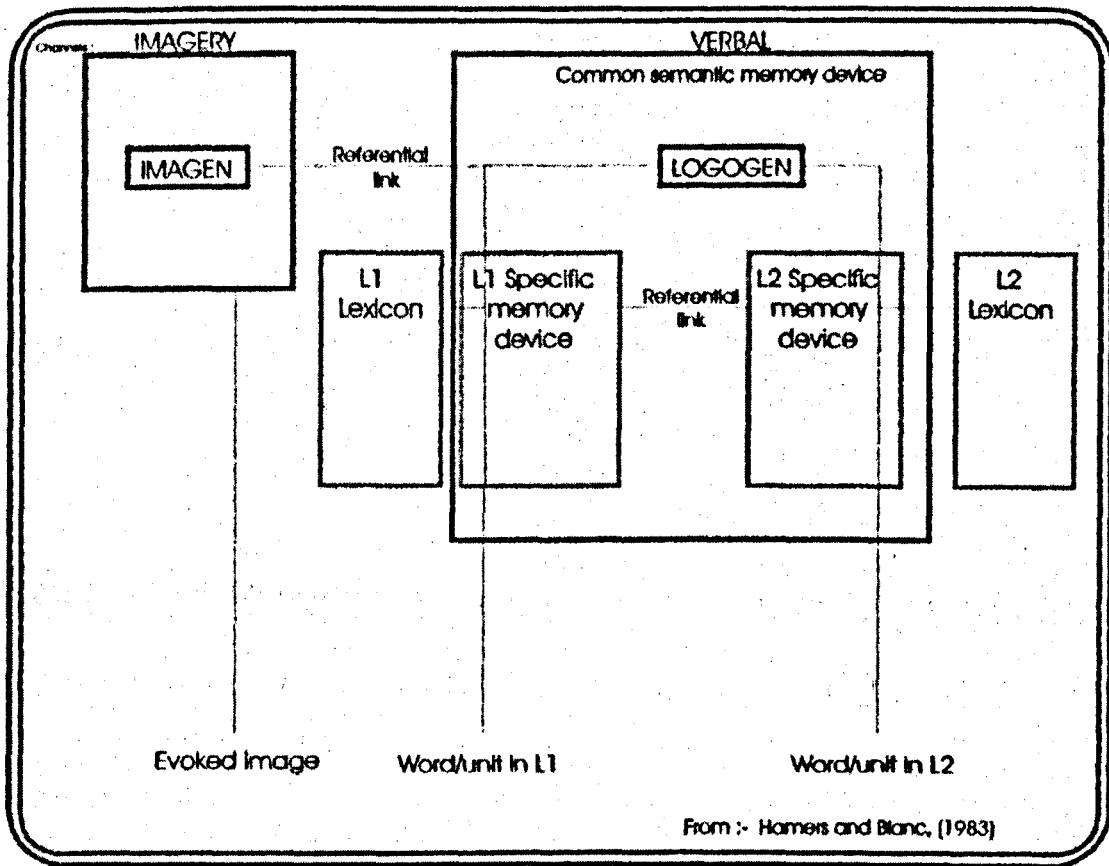 Channels :
IMAGERY
VERBAL
Common semantic memory device
IMAGEN
Referential
link
LOGOGEN
L1
Lexicon
L1 Specific
memory
device
Referential
link
L2 Specific
memory
device
L2
Lexicon
Evoked image
Word/unit in L1
Word/unit in L2
From :- Hamers and Blanc, (1983)